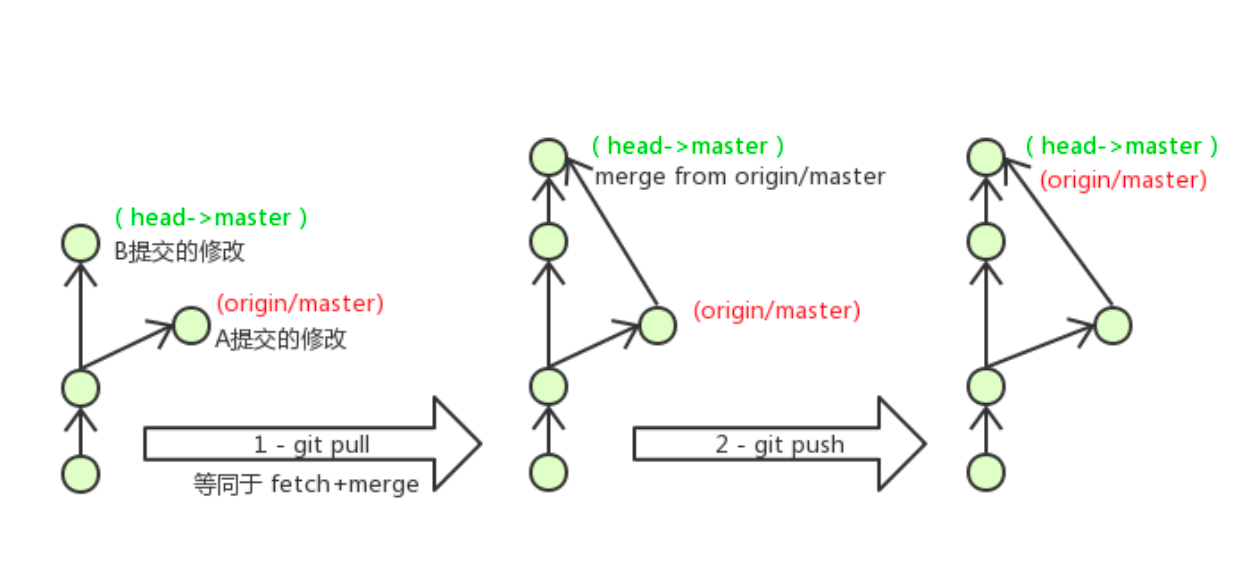 ( head->master )
B提交的修改
(origin/master)
A提交的修改
1 - git pull
等同于 fetch+merge
( head->master )
merge from origin/master
(origin/master)
2 - git push
( head->master )
(origin/master)